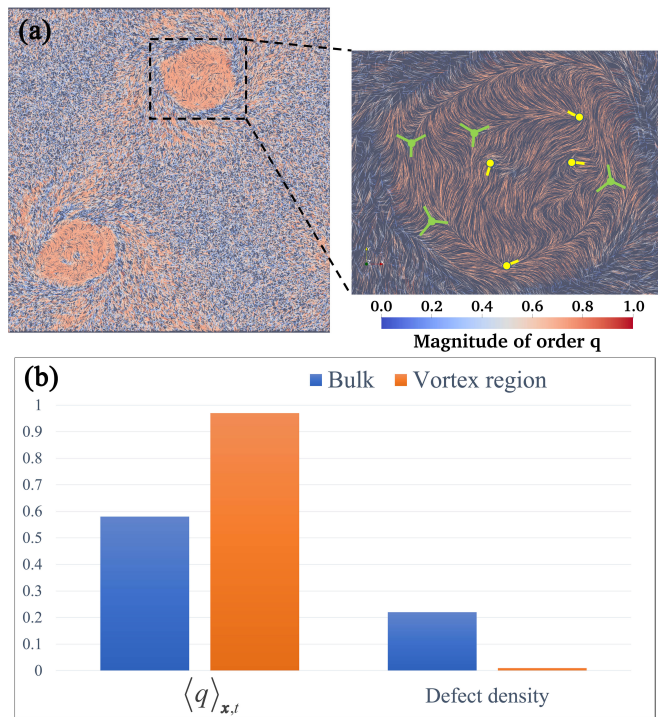 (a)
0.0 0.2 0.4 0.6 0.8 1.0
Magnitude of order q
(b)
Bulk Vortex region
1
0.9
0.8
0.7
0.6
0.5
0.4
0.3
0.2
0.1
0
⟨q⟩x,t Defect density